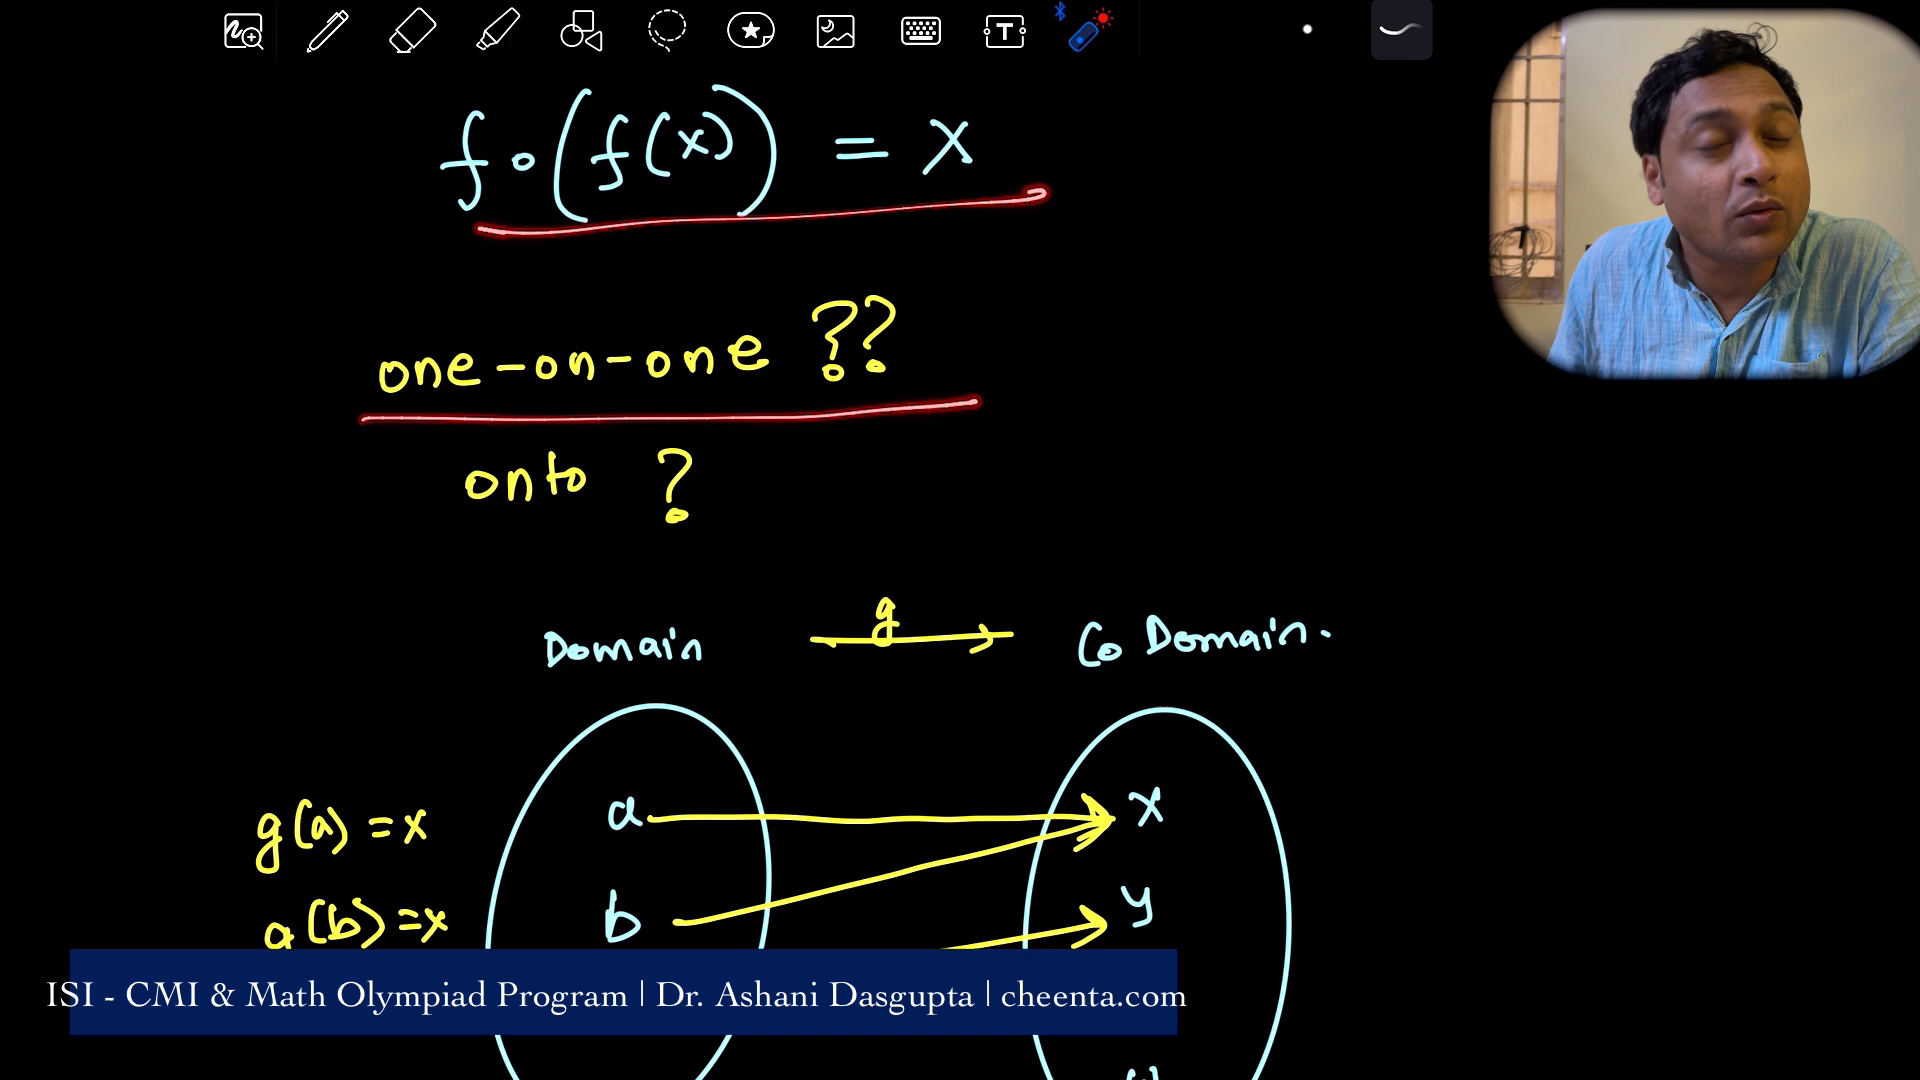 f∘(f(x)) = x
one-on-one ??
onto ?
g
Domain
Co Domain.
a
x
g(a) = x
b
y
g(b) = x
ISI - CMI & Math Olympiad Program | Dr. Ashani Dasgupta | cheenta.com